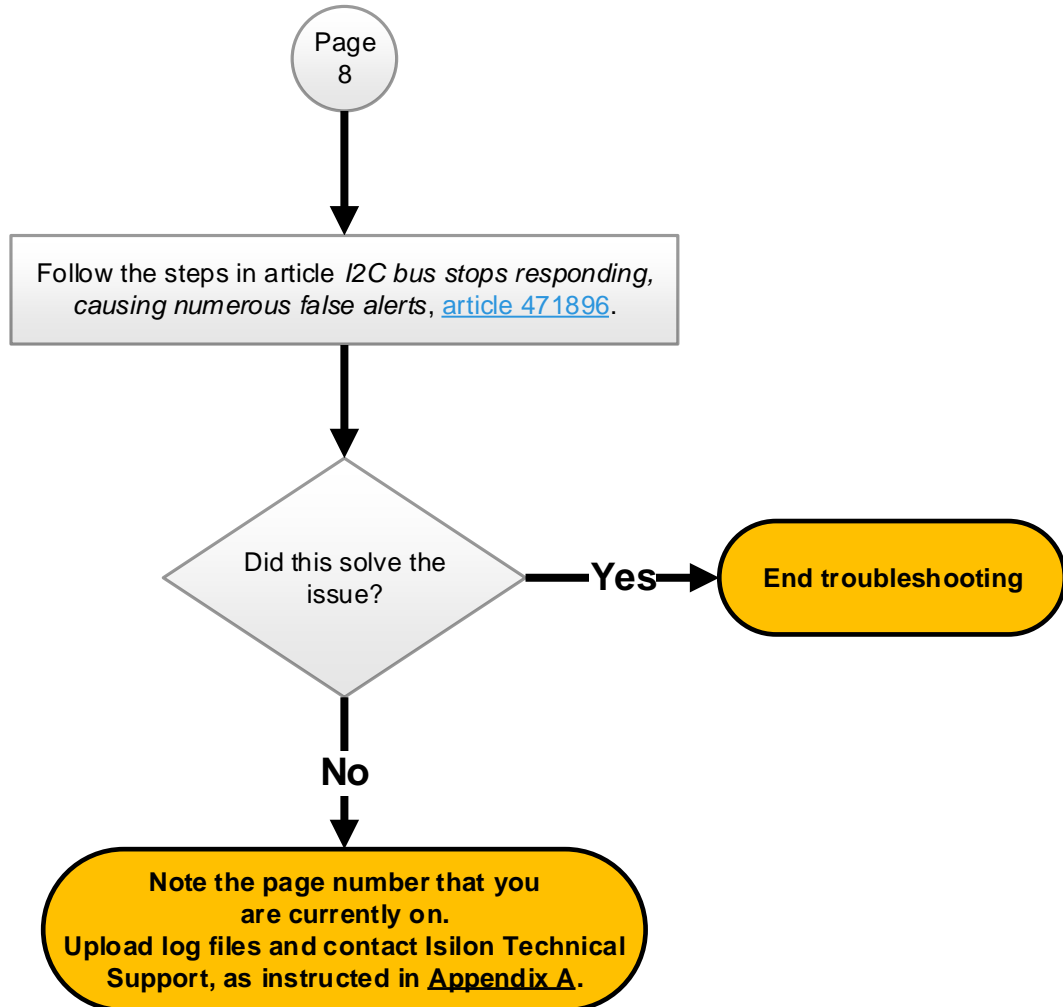 Page
8
Follow the steps in article I2C bus stops responding,
causing numerous false alerts, article 471896.
Did this solve the
issue?
Yes
End troubleshooting
No
Note the page number that you
are currently on.
Upload log files and contact Isilon Technical
Support, as instructed in Appendix A.